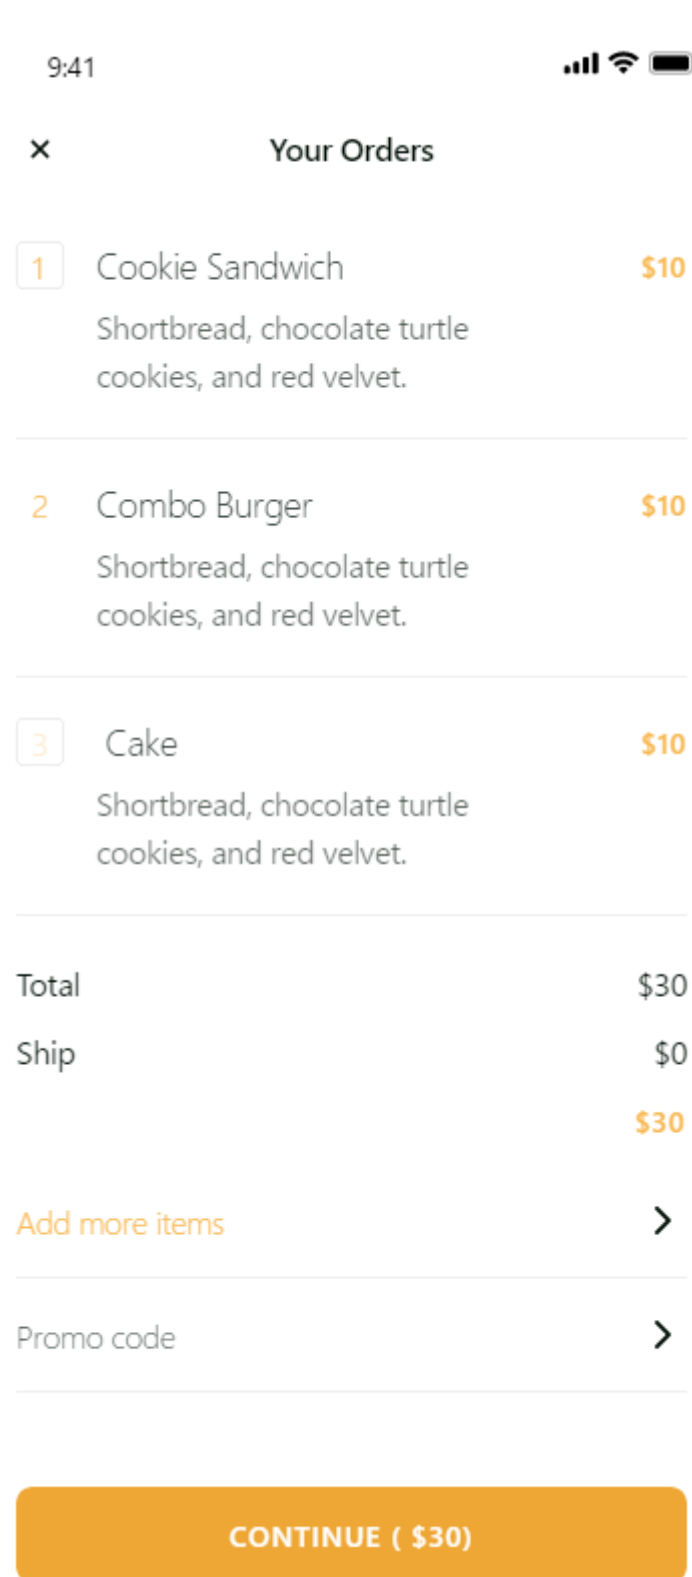 9:41
Your Orders
1 Cookie Sandwich $10
Shortbread, chocolate turtle
cookies, and red velvet.
2 Combo Burger $10
Shortbread, chocolate turtle
cookies, and red velvet.
3 Cake $10
Shortbread, chocolate turtle
cookies, and red velvet.
Total $30
Ship $0
$30
Add more items
Promo code
CONTINUE ( $30)